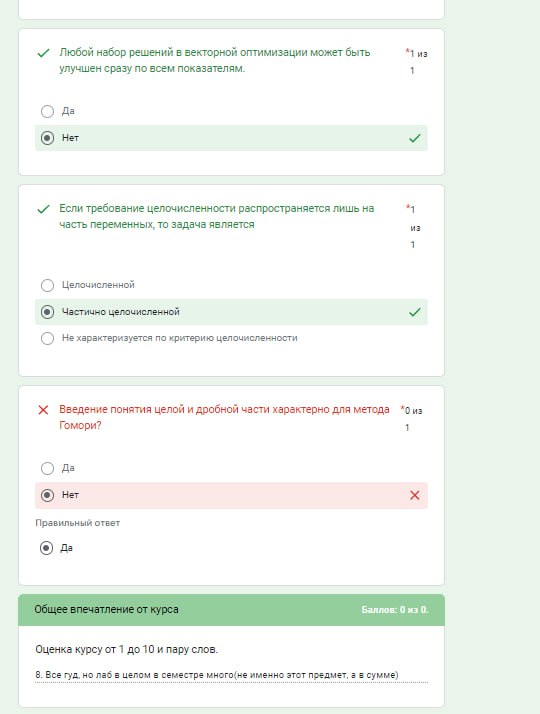 Любой набор решений в векторной оптимизации может быть
улучшен сразу по всем показателям.
*1 из
1
Да
Нет
Если требование целочисленности распространяется лишь на
часть переменных, то задача является
*1
из
1
Целочисленной
Частично целочисленной
Не характеризуется по критерию целочисленности
Введение понятия целой и дробной части характерно для метода
Гомори?
*0 из
1
Да
Нет
Правильный ответ
Да
Общее впечатление от курса
Баллов: 0 из 0.
Оценка курсу от 1 до 10 и пару слов.
8. Все гуд, но лаб в целом в семестре много(не именно этот предмет, а в сумме)